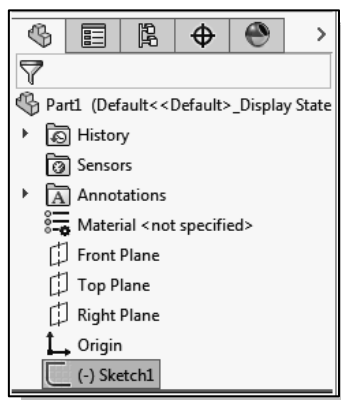 Part1 (Default<<Default>_Display State
History
Sensors
A Annotations
Material <not specified>
Front Plane
Top Plane
Right Plane
Origin
(-) Sketch1